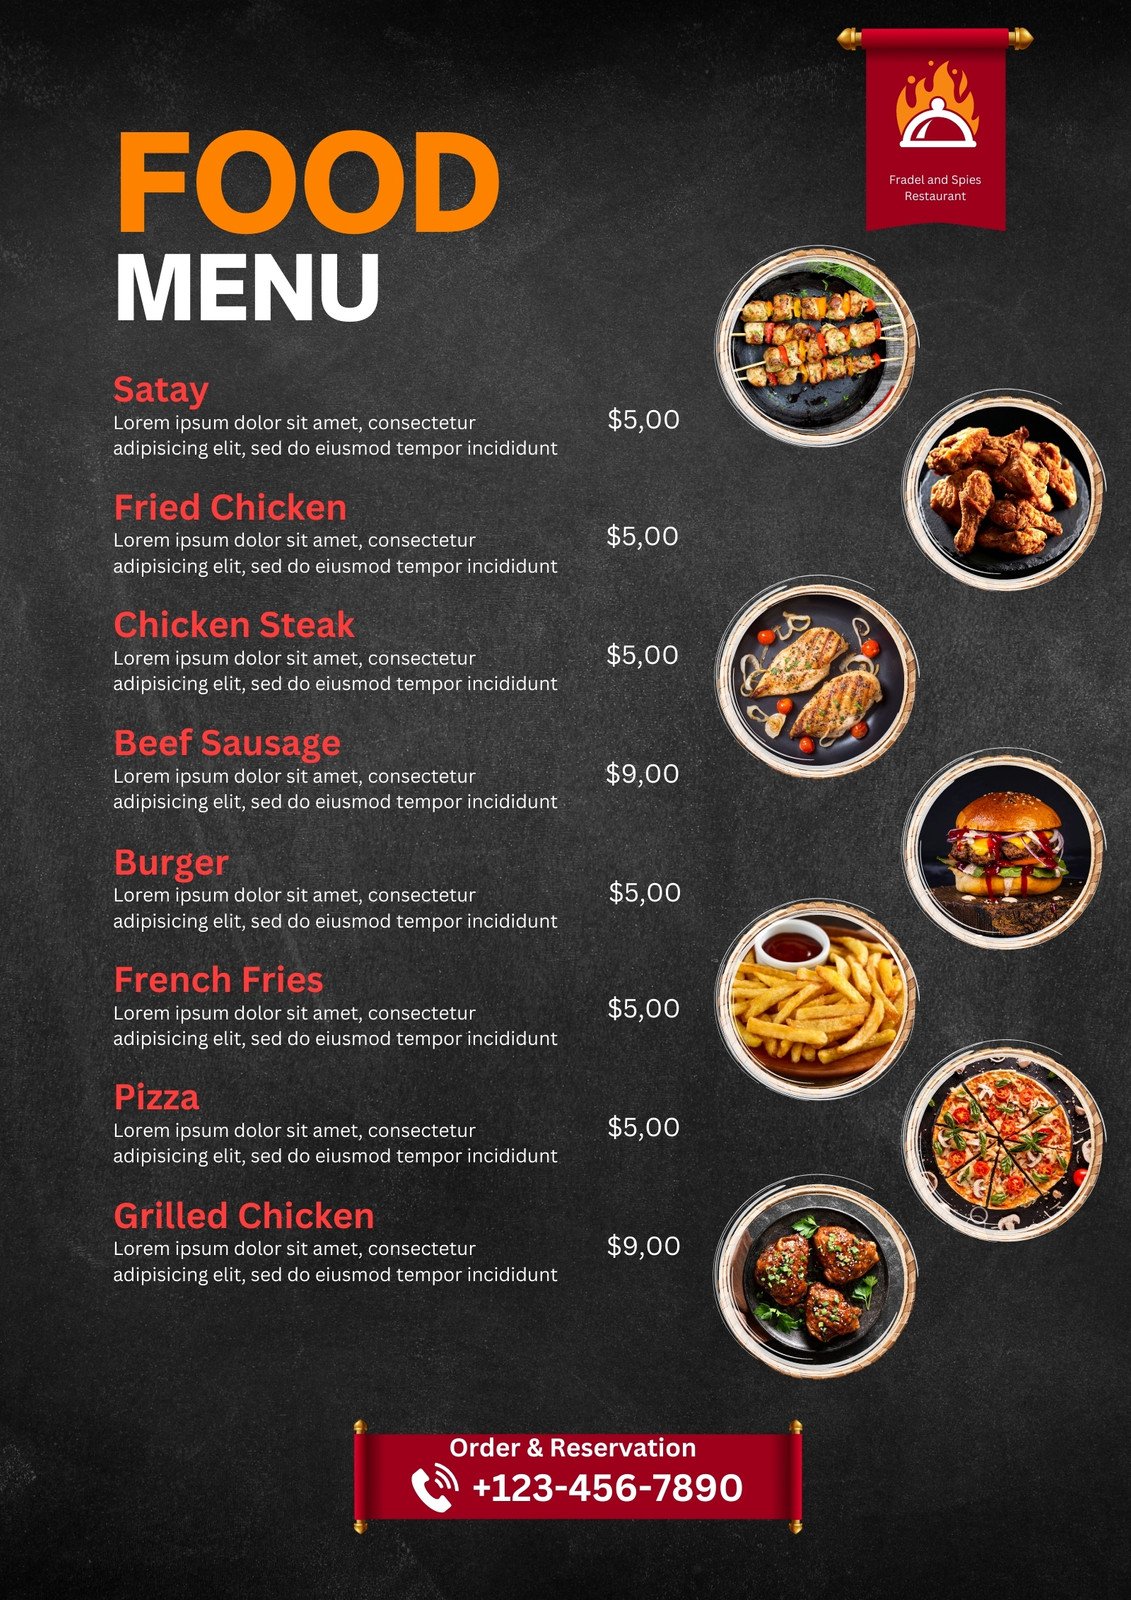 Fradel and Spies
Restaurant
FOOD
MENU
Satay
Lorem ipsum dolor sit amet, consectetur
adipisicing elit, sed do eiusmod tempor incididunt
$5,00
Fried Chicken
Lorem ipsum dolor sit amet, consectetur
adipisicing elit, sed do eiusmod tempor incididunt
$5,00
Chicken Steak
Lorem ipsum dolor sit amet, consectetur
adipisicing elit, sed do eiusmod tempor incididunt
$5,00
Beef Sausage
Lorem ipsum dolor sit amet, consectetur
adipisicing elit, sed do eiusmod tempor incididunt
$9,00
Burger
Lorem ipsum dolor sit amet, consectetur
adipisicing elit, sed do eiusmod tempor incididunt
$5,00
French Fries
Lorem ipsum dolor sit amet, consectetur
adipisicing elit, sed do eiusmod tempor incididunt
$5,00
Pizza
Lorem ipsum dolor sit amet, consectetur
adipisicing elit, sed do eiusmod tempor incididunt
$5,00
Grilled Chicken
Lorem ipsum dolor sit amet, consectetur
adipisicing elit, sed do eiusmod tempor incididunt
$9,00
Order & Reservation
+123-456-7890